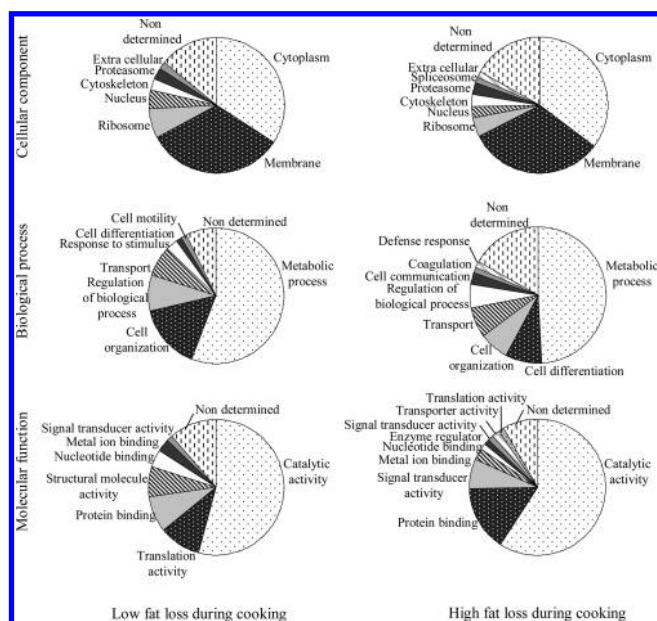 Cellular component
Non
determined
Extra cellular
Proteasome
Cytoskeleton
Nucleus
Ribosome
Cytoplasm
Membrane
Non
determined
Extra cellular
Spliceosome
Proteasome
Cytoskeleton
Nucleus
Ribosome
Cytoplasm
Membrane
Biological process
Cell motility
Cell differentiation
Response to stimulus
Transport
Regulation
of biological
process
Cell
organization
Non determined
Metabolic
process
Non
determined
Defense response
Coagulation
Cell communication
Regulation of
biological process
Transport
Cell
organization
Cell differentiation
Metabolic
process
Molecular function
Signal transducer activity
Metal ion binding
Nucleotide binding
Structural molecule
activity
Protein binding
Translation
activity
Non determined
Catalytic
activity
Translation activity
Transporter activity
Signal transducer activity
Enzyme regulator
Nucleotide binding
Metal ion binding
Signal transducer
activity
Protein binding
Non determined
Catalytic
activity
Low fat loss during cooking
High fat loss during cooking